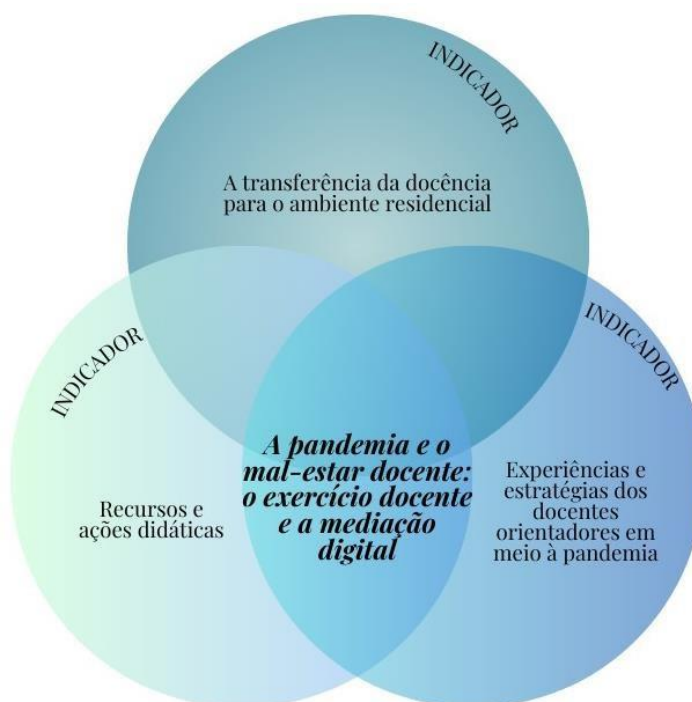 INDICADOR
A transferência da docência
para o ambiente residencial
INDICADOR
INDICADOR
A pandemia e o
mal-estar docente:
o exercício docente
e a mediação
digital
Recursos e
ações didáticas
Experiências e
estratégias dos
docentes
orientadores em
meio à pandemia